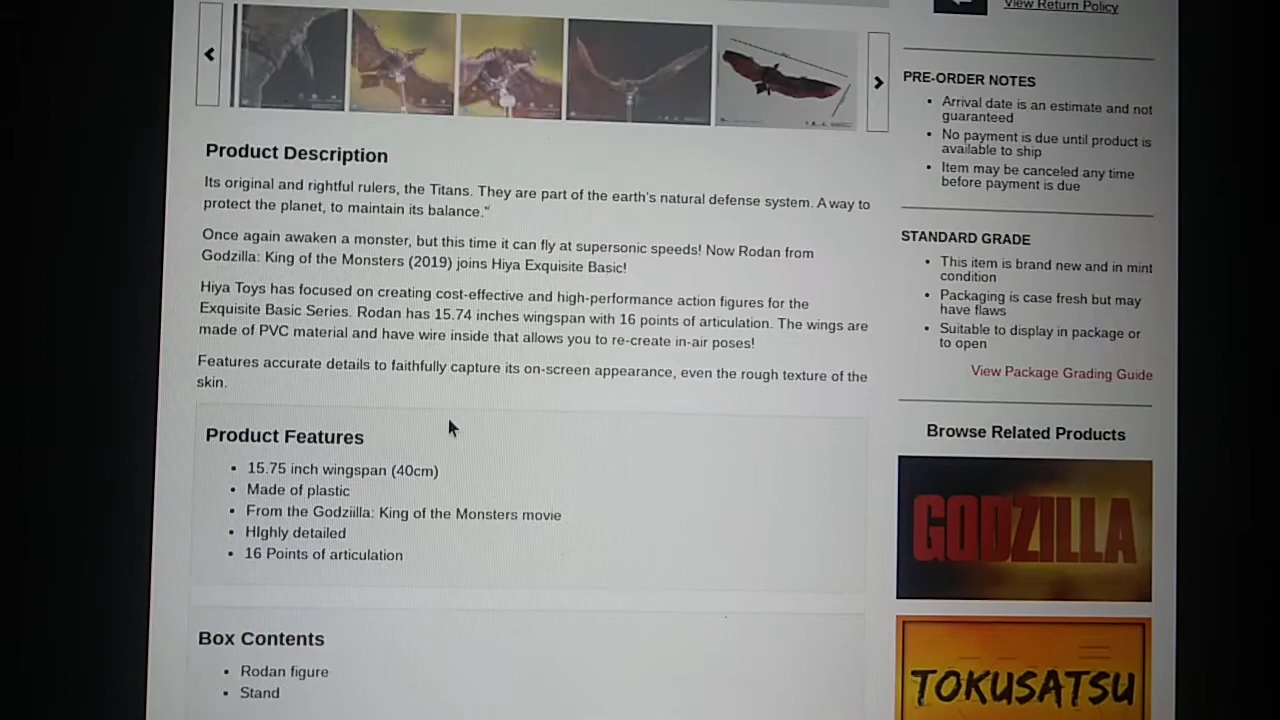 View Return Policy
PRE-ORDER NOTES
Arrival date is an estimate and not
guaranteed
No payment is due until product is
available to ship
Item may be canceled any time
before payment is due
STANDARD GRADE
This item is brand new and in mint
condition
Packaging is case fresh but may
have flaws
Suitable to display in package or
to open
View Package Grading Guide
Browse Related Products
GODZILLA
TOKUSATSU
Product Description
Its original and rightful rulers, the Titans. They are part of the earth's natural defense system. A way to
protect the planet, to maintain its balance."
Once again awaken a monster, but this time it can fly at supersonic speeds! Now Rodan from
Godzilla: King of the Monsters (2019) joins Hiya Exquisite Basic!
Hiya Toys has focused on creating cost-effective and high-performance action figures for the
Exquisite Basic Series. Rodan has 15.74 inches wingspan with 16 points of articulation. The wings are
made of PVC material and have wire inside that allows you to re-create in-air poses!
Features accurate details to faithfully capture its on-screen appearance, even the rough texture of the
skin.
Product Features
15.75 inch wingspan (40cm)
Made of plastic
From the Godziilla: King of the Monsters movie
HIghly detailed
16 Points of articulation
Box Contents
Rodan figure
Stand